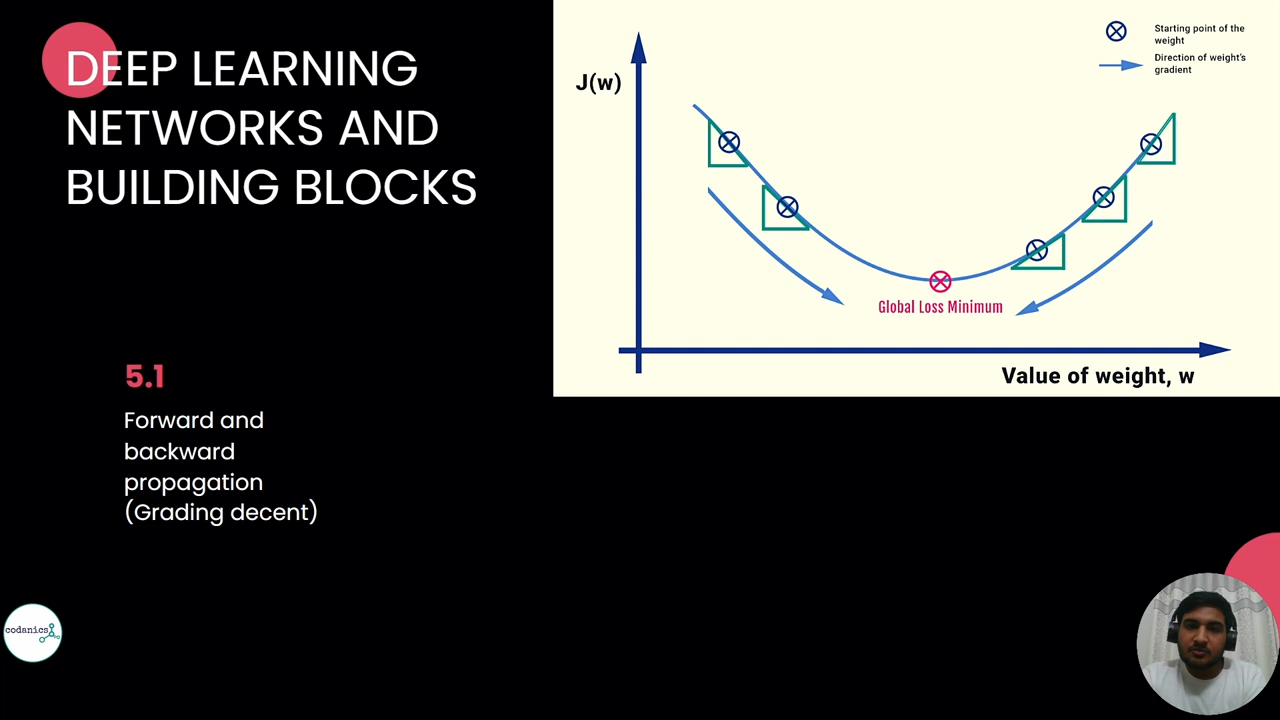 DEEP LEARNING
NETWORKS AND
BUILDING BLOCKS
5.1
Forward and
backward
propagation
(Grading decent)
codanics
J(w)
Starting point of the
weight
Direction of weight's
gradient
Global Loss Minimum
Value of weight, w